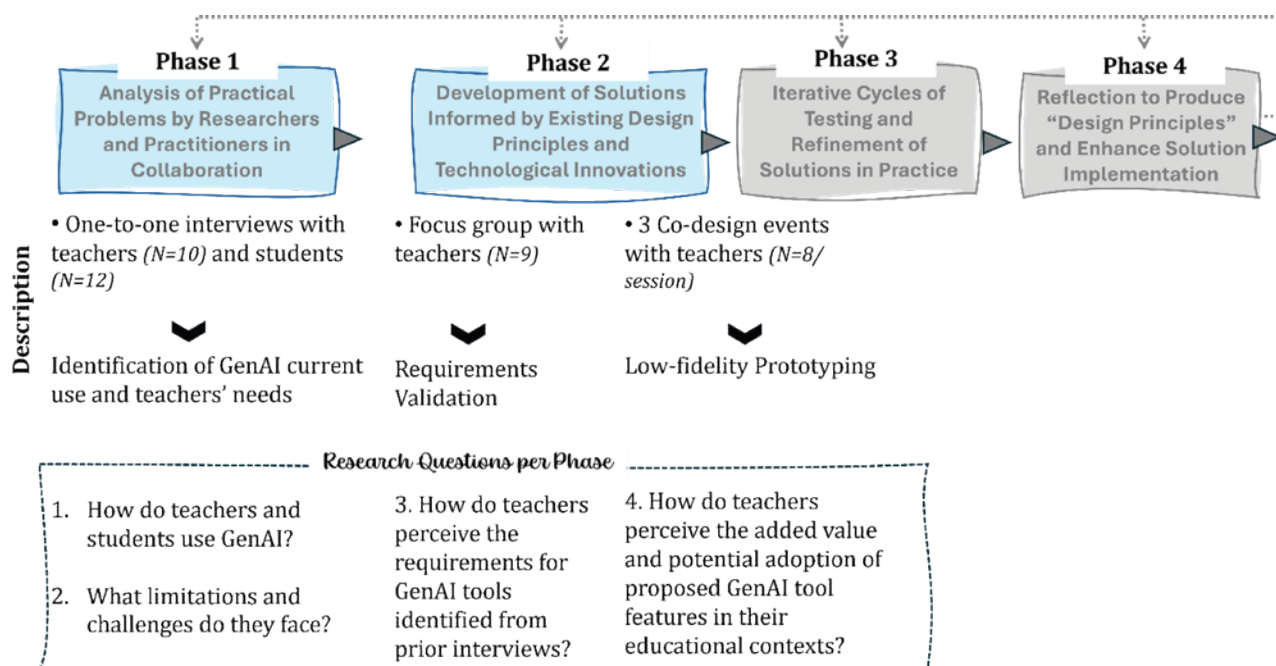 Phase 1
Analysis of Practical
Problems by Researchers
and Practitioners in
Collaboration
Phase 2
Development of Solutions
Informed by Existing Design
Principles and
Technological Innovations
Phase 3
Iterative Cycles of
Testing and
Refinement of
Solutions in Practice
Phase 4
Reflection to Produce
“Design Principles”
and Enhance Solution
Implementation
Description
• One-to-one interviews with
teachers (N=10) and students
(N=12)
Identification of GenAI current
use and teachers’ needs
• Focus group with
teachers (N=9)
Requirements
Validation
• 3 Co-design events
with teachers (N=8/
session)
Low-fidelity Prototyping
Research Questions per Phase
1. How do teachers and
students use GenAI?
2. What limitations and
challenges do they face?
3. How do teachers
perceive the
requirements for
GenAI tools
identified from
prior interviews?
4. How do teachers
perceive the added value
and potential adoption of
proposed GenAI tool
features in their
educational contexts?